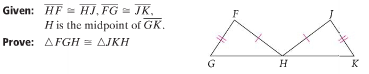 Given: HF ≅ HJ, FG ≅ JK,
H is the midpoint of GK.
Prove: △FGH ≅ △JKH
F
J
G
H
K